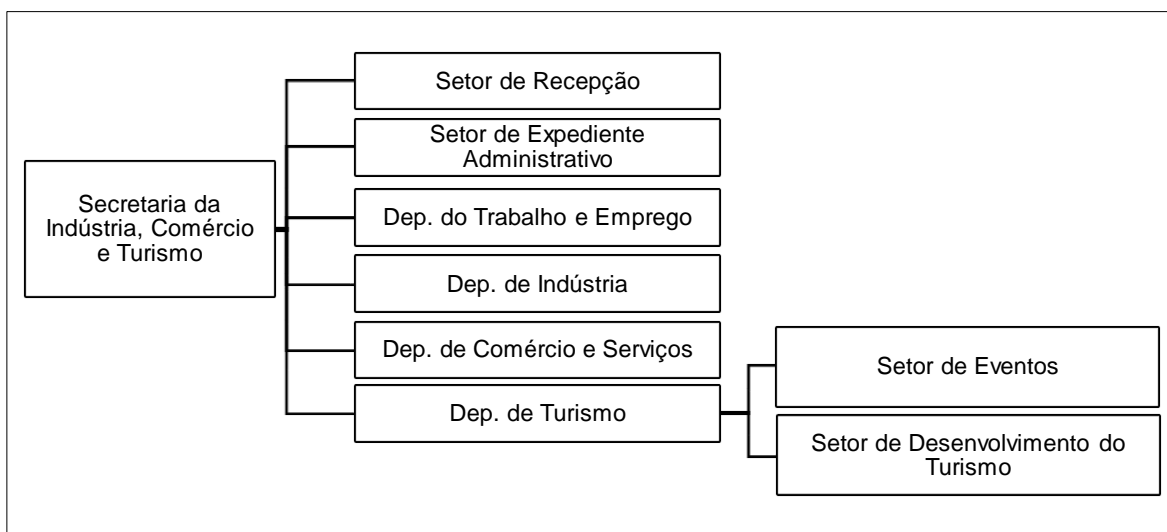 Secretaria da
Indústria, Comércio
e Turismo
Setor de Recepção
Setor de Expediente
Administrativo
Dep. do Trabalho e Emprego
Dep. de Indústria
Dep. de Comércio e Serviços
Dep. de Turismo
Setor de Eventos
Setor de Desenvolvimento do
Turismo